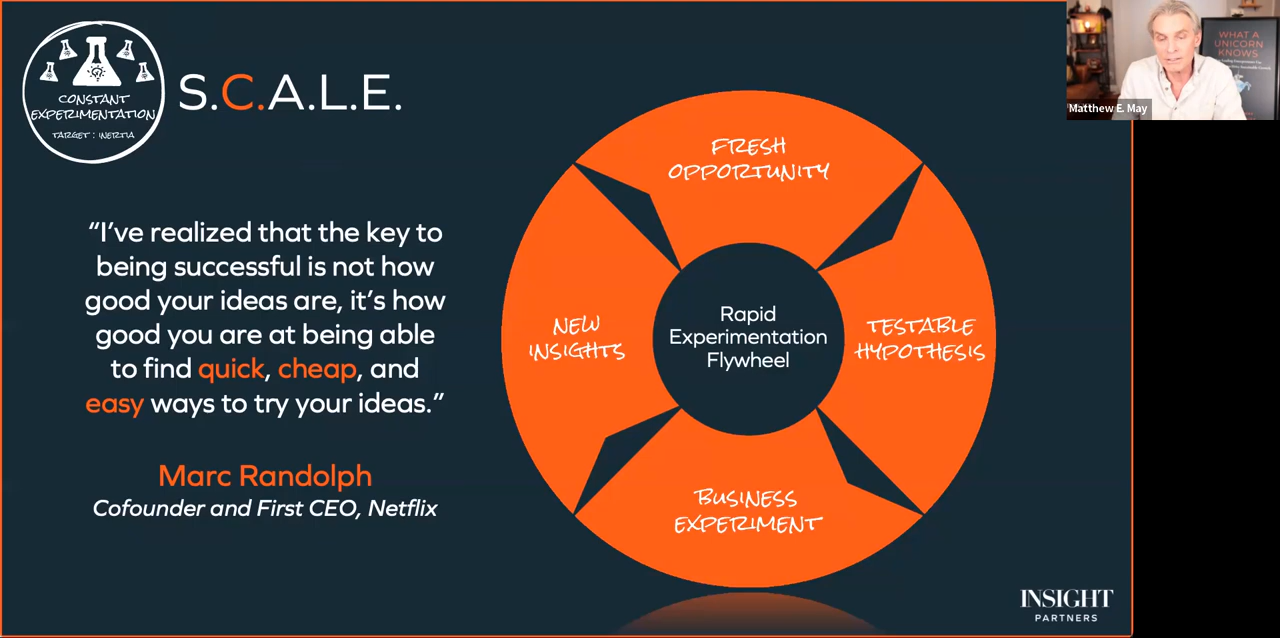 CONSTANT
EXPERIMENTATION
TARGET: INERTIA
S.C.A.L.E.
“I’ve realized that the key to
being successful is not how
good your ideas are, it’s how
good you are at being able
to find quick, cheap, and
easy ways to try your ideas.”
Marc Randolph
Cofounder and First CEO, Netflix
FRESH
OPPORTUNITY
TESTABLE
HYPOTHESIS
BUSINESS
EXPERIMENT
NEW
INSIGHTS
Rapid
Experimentation
Flywheel
WHAT A
UNICORN
KNOWS
Matthew E. May
INSIGHT
PARTNERS